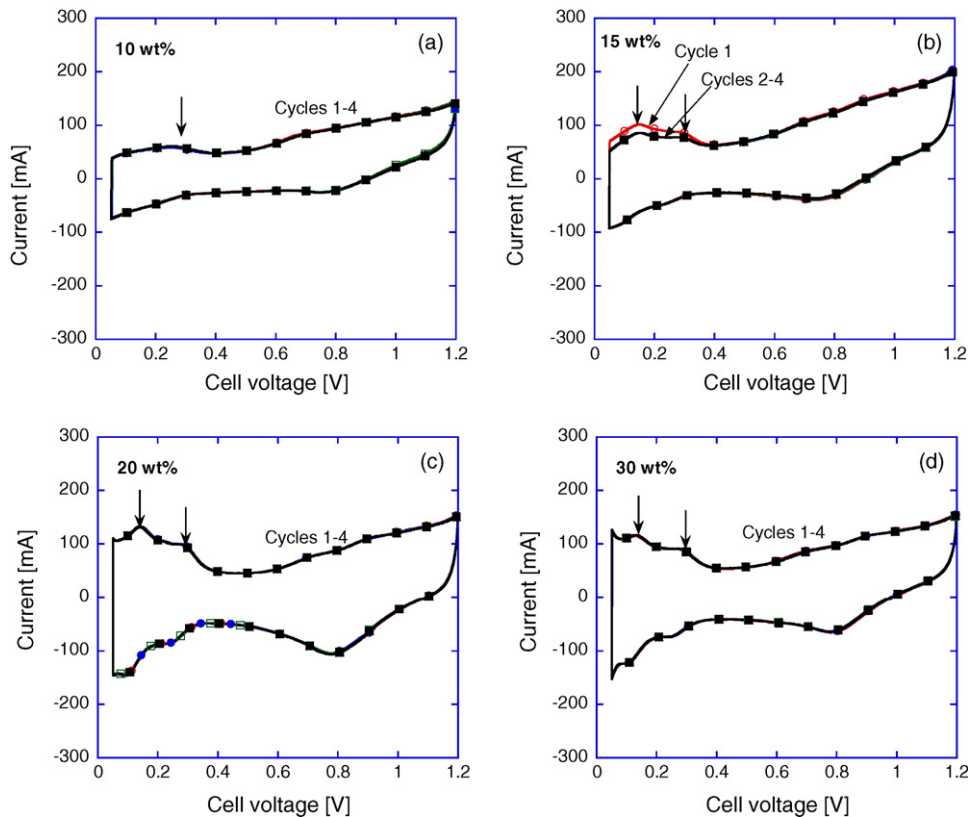 (a)
10 wt%
Cycles 1-4
300
200
100
0
-100
-200
-300
Current [mA]
0 0.2 0.4 0.6 0.8 1 1.2
Cell voltage [V]
(b)
15 wt%
Cycle 1
Cycles 2-4
300
200
100
0
-100
-200
-300
Current [mA]
0 0.2 0.4 0.6 0.8 1 1.2
Cell voltage [V]
(c)
20 wt%
Cycles 1-4
300
200
100
0
-100
-200
-300
Current [mA]
0 0.2 0.4 0.6 0.8 1 1.2
Cell voltage [V]
(d)
30 wt%
Cycles 1-4
300
200
100
0
-100
-200
-300
Current [mA]
0 0.2 0.4 0.6 0.8 1 1.2
Cell voltage [V]